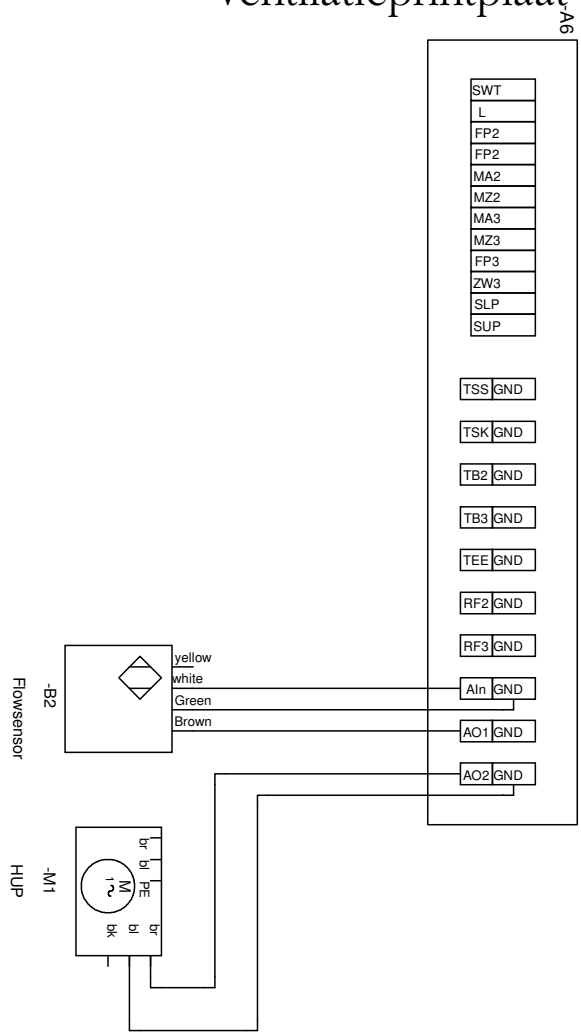 Ventilatieprintplaat
-A6
SWT
L
FP2
FP2
MA2
MZ2
MA3
MZ3
FP3
ZW3
SLP
SUP
TSS GND
TSK GND
TB2 GND
TB3 GND
TEE GND
RF2 GND
RF3 GND
AIn GND
AO1 GND
AO2 GND
yellow
white
Green
Brown
-B2
Flowsensor
br
bl
PE
M
1~
br
bl
bk
-M1
HUP